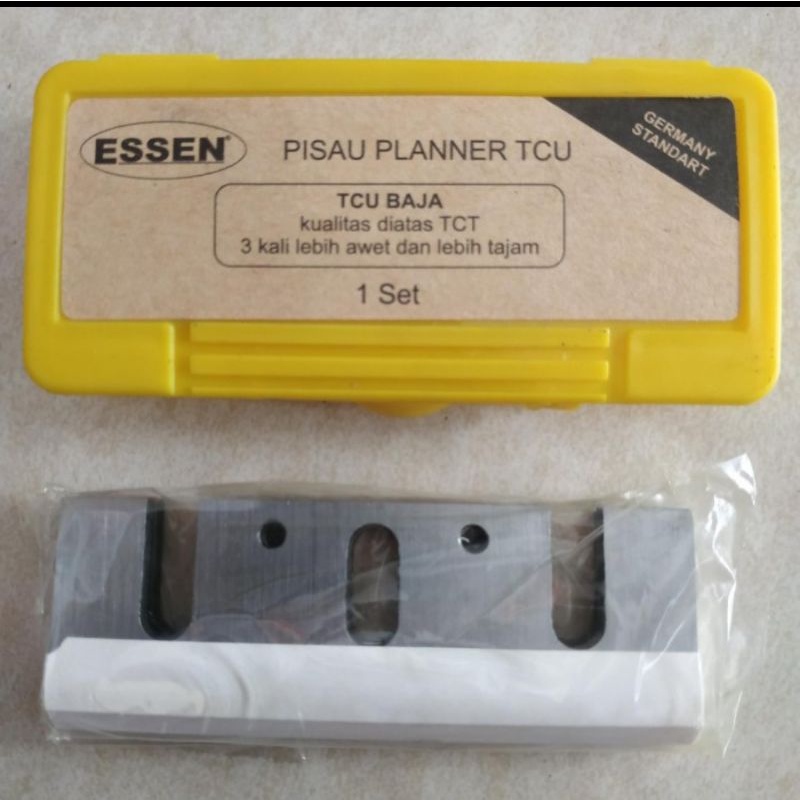 ESSEN®
PISAU PLANNER TCU
GERMANY
STANDART
TCU BAJA
kualitas diatas TCT
3 kali lebih awet dan lebih tajam
1 Set